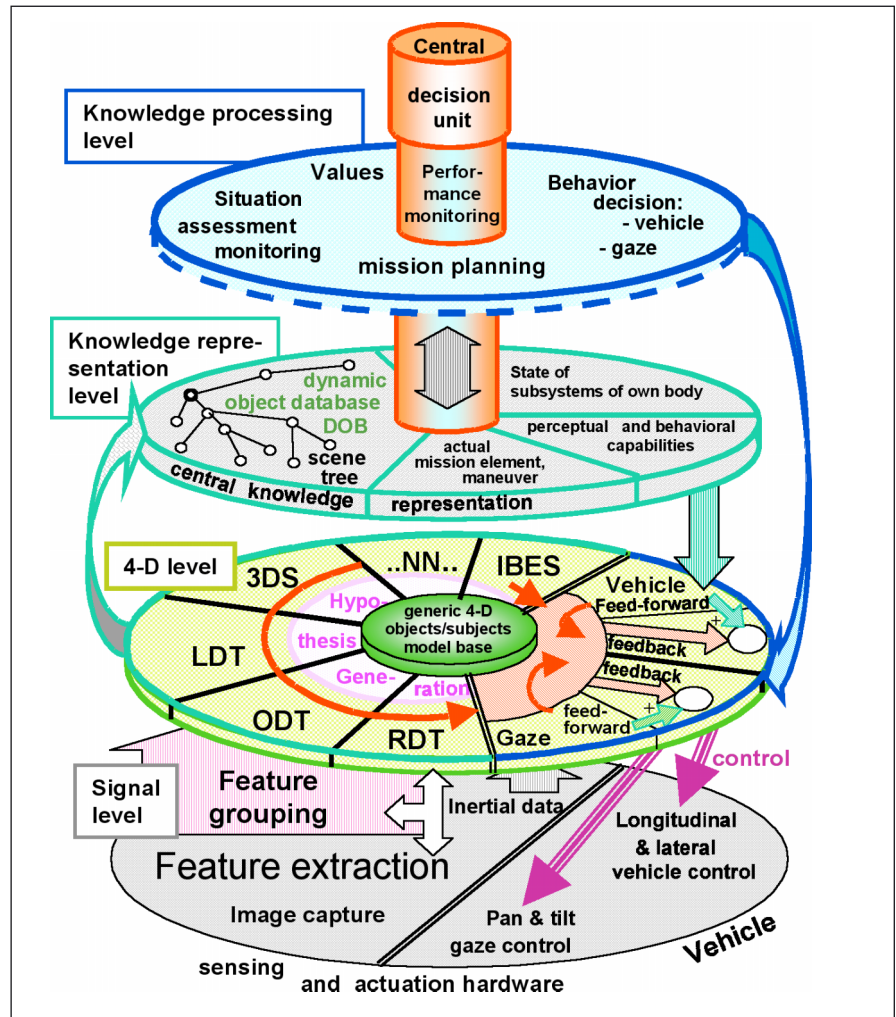 Central
decision
unit
Knowledge processing
level
Values
Perfor-
mance
monitoring
Situation
assessment
monitoring
Behavior
decision:
- vehicle
- gaze
mission planning
Knowledge repre-
sentation
level
dynamic
object database
DOB
scene
tree
State of
subsystems of own body
perceptual and behavioral
capabilities
actual
mission element,
maneuver
central knowledge
representation
4-D level
3DS
..NN..
IBES
Vehicle
Feed-forward
+
feedback
feedback
+
feed-
forward
Gaze
Hypo-
thesis
Gene-
ration
generic 4-D
objects/subjects
model base
LDT
ODT
RDT
Signal
level
Feature
grouping
Inertial data
control
Longitudinal
& lateral
vehicle control
Feature extraction
Image capture
Pan & tilt
gaze control
Vehicle
sensing
and actuation hardware